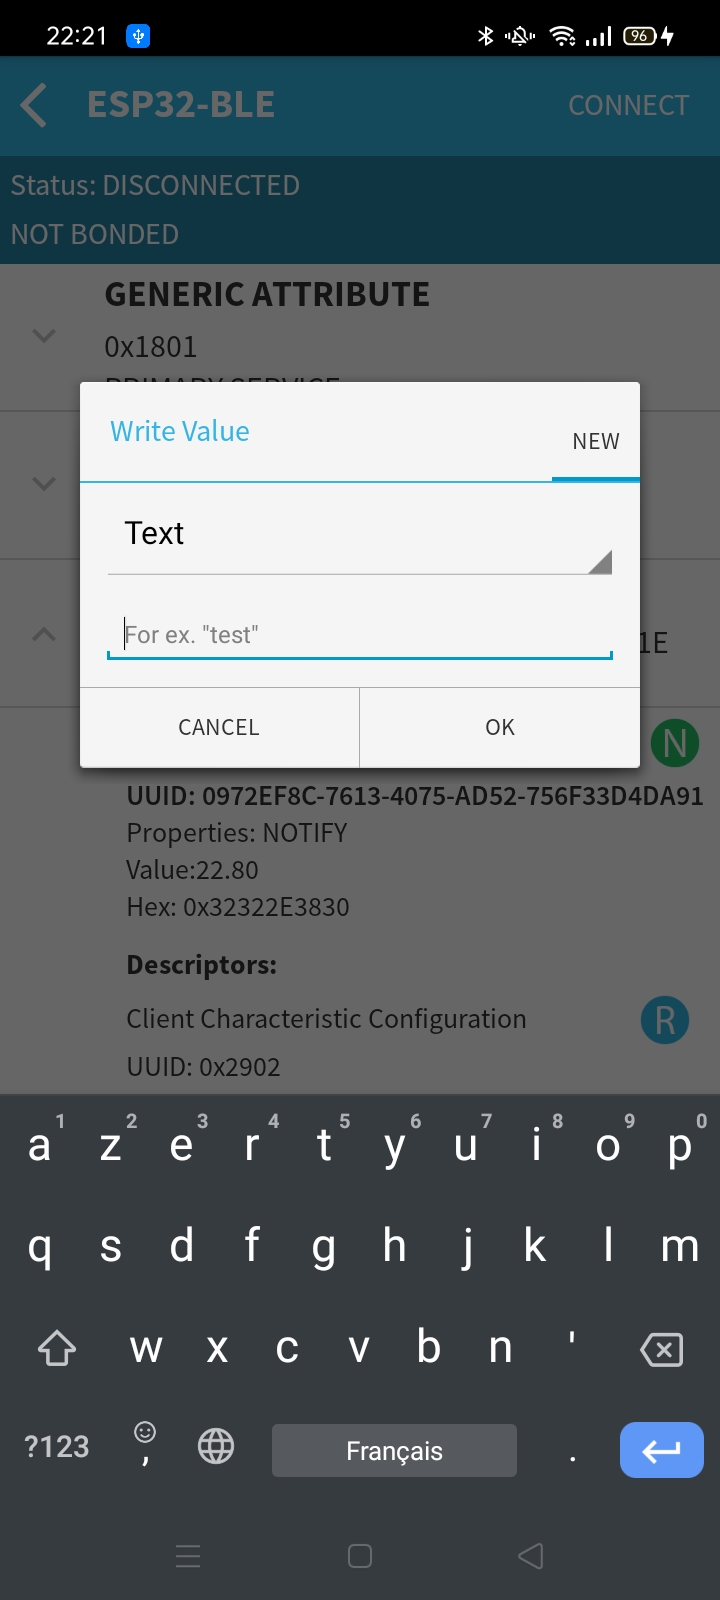 22:21
96
ESP32-BLE
CONNECT
Status: DISCONNECTED
NOT BONDED
GENERIC ATTRIBUTE
0x1801
PRIMARY SERVICE
Write Value
NEW
Text
For ex. "test"
1E
CANCEL
OK
N
UUID: 0972EF8C-7613-4075-AD52-756F33D4DA91
Properties: NOTIFY
Value:22.80
Hex: 0x32322E3830
Descriptors:
Client Characteristic Configuration
R
UUID: 0x2902
1 2 3 4 5 6 7 8 9 0
a z e r t y u i o p
q s d f g h j k l m
w x c v b n '
?123 , Français .